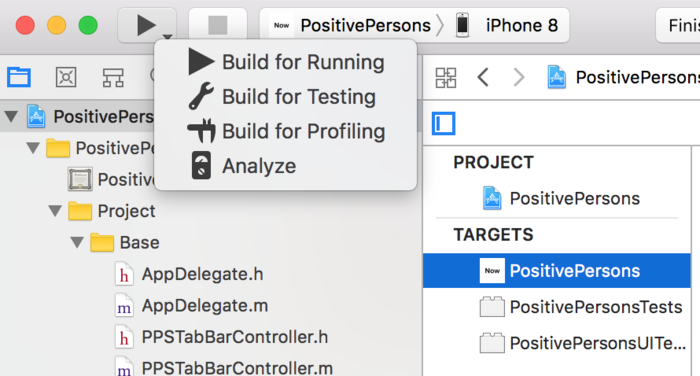 Now PositivePersons iPhone 8 Finis
Build for Running
Build for Testing
Build for Profiling
Analyze
PositivePers
PositivePe
Positive
Project
Base
AppDelegate.h
AppDelegate.m
PPSTabBarController.h
PPSTabBarController.m
PositivePersons
PROJECT
PositivePersons
TARGETS
Now PositivePersons
PositivePersonsTests
PositivePersonsUITe...